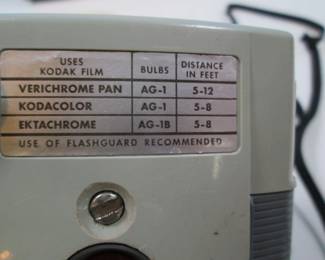 USES KODAK FILM BULBS DISTANCE IN FEET
VERICHROME PAN AG-1 5-12
KODACOLOR AG-1 5-8
EKTACHROME AG-1B 5-8
USE OF FLASHGUARD RECOMMENDED